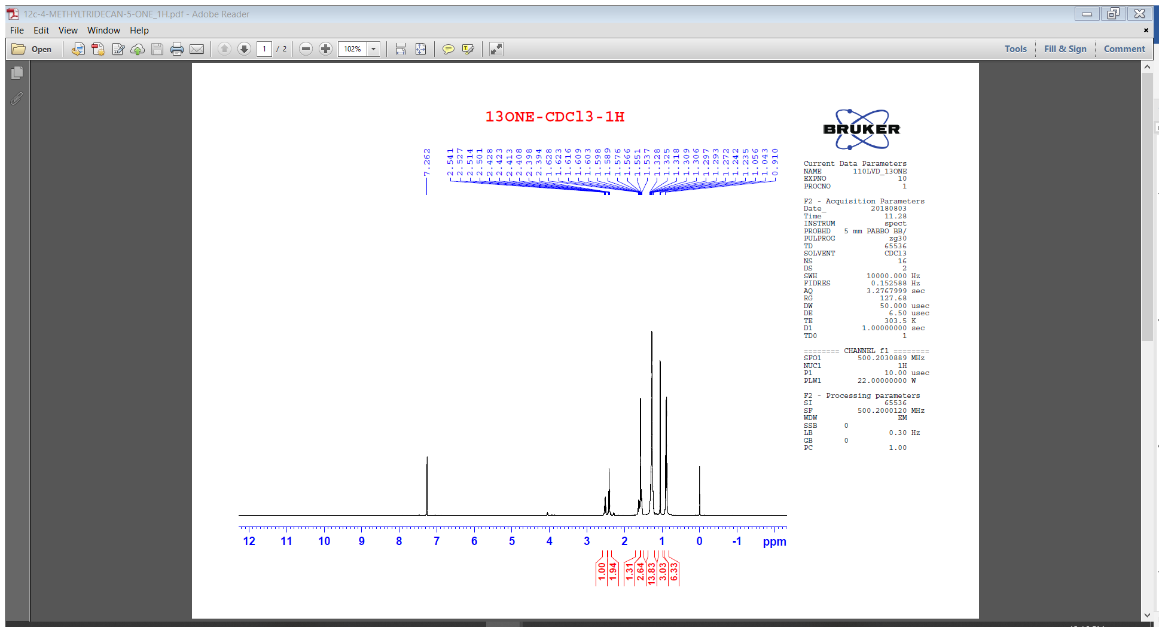 12c-4-METHYLTRIDECAN-5-ONE_1H.pdf - Adobe Reader
File Edit View Window Help
Open 1 / 2 102% Tools Fill & Sign Comment
13ONE-CDCl3-1H
7.262
2.541
2.527
2.514
2.501
2.428
2.423
2.413
2.408
2.398
2.394
1.628
1.623
1.616
1.609
1.603
1.598
1.589
1.576
1.566
1.551
1.537
1.328
1.325
1.318
1.309
1.306
1.297
1.293
1.272
1.242
1.235
1.056
1.043
0.910
BRUKER
Current Data Parameters
NAME 110LVD_13ONE
EXPNO 10
PROCNO 1
F2 - Acquisition Parameters
Date_ 20180803
Time 11.28
INSTRUM spect
PROBHD 5 mm PABBO BB/
PULPROG zg30
TD 65536
SOLVENT CDCl3
NS 16
DS 2
SWH 10000.000 Hz
FIDRES 0.152588 Hz
AQ 3.2767999 sec
RG 127.68
DW 50.000 usec
DE 6.50 usec
TE 303.5 K
D1 1.00000000 sec
TD0 1
======== CHANNEL f1 ========
SFO1 500.2030889 MHz
NUC1 1H
P1 10.00 usec
PLW1 22.00000000 W
F2 - Processing parameters
SI 65536
SF 500.2000120 MHz
WDW EM
SSB 0
LB 0.30 Hz
GB 0
PC 1.00
12 11 10 9 8 7 6 5 4 3 2 1 0 -1 ppm
1.00
1.94
1.31
2.64
13.83
3.03
6.33